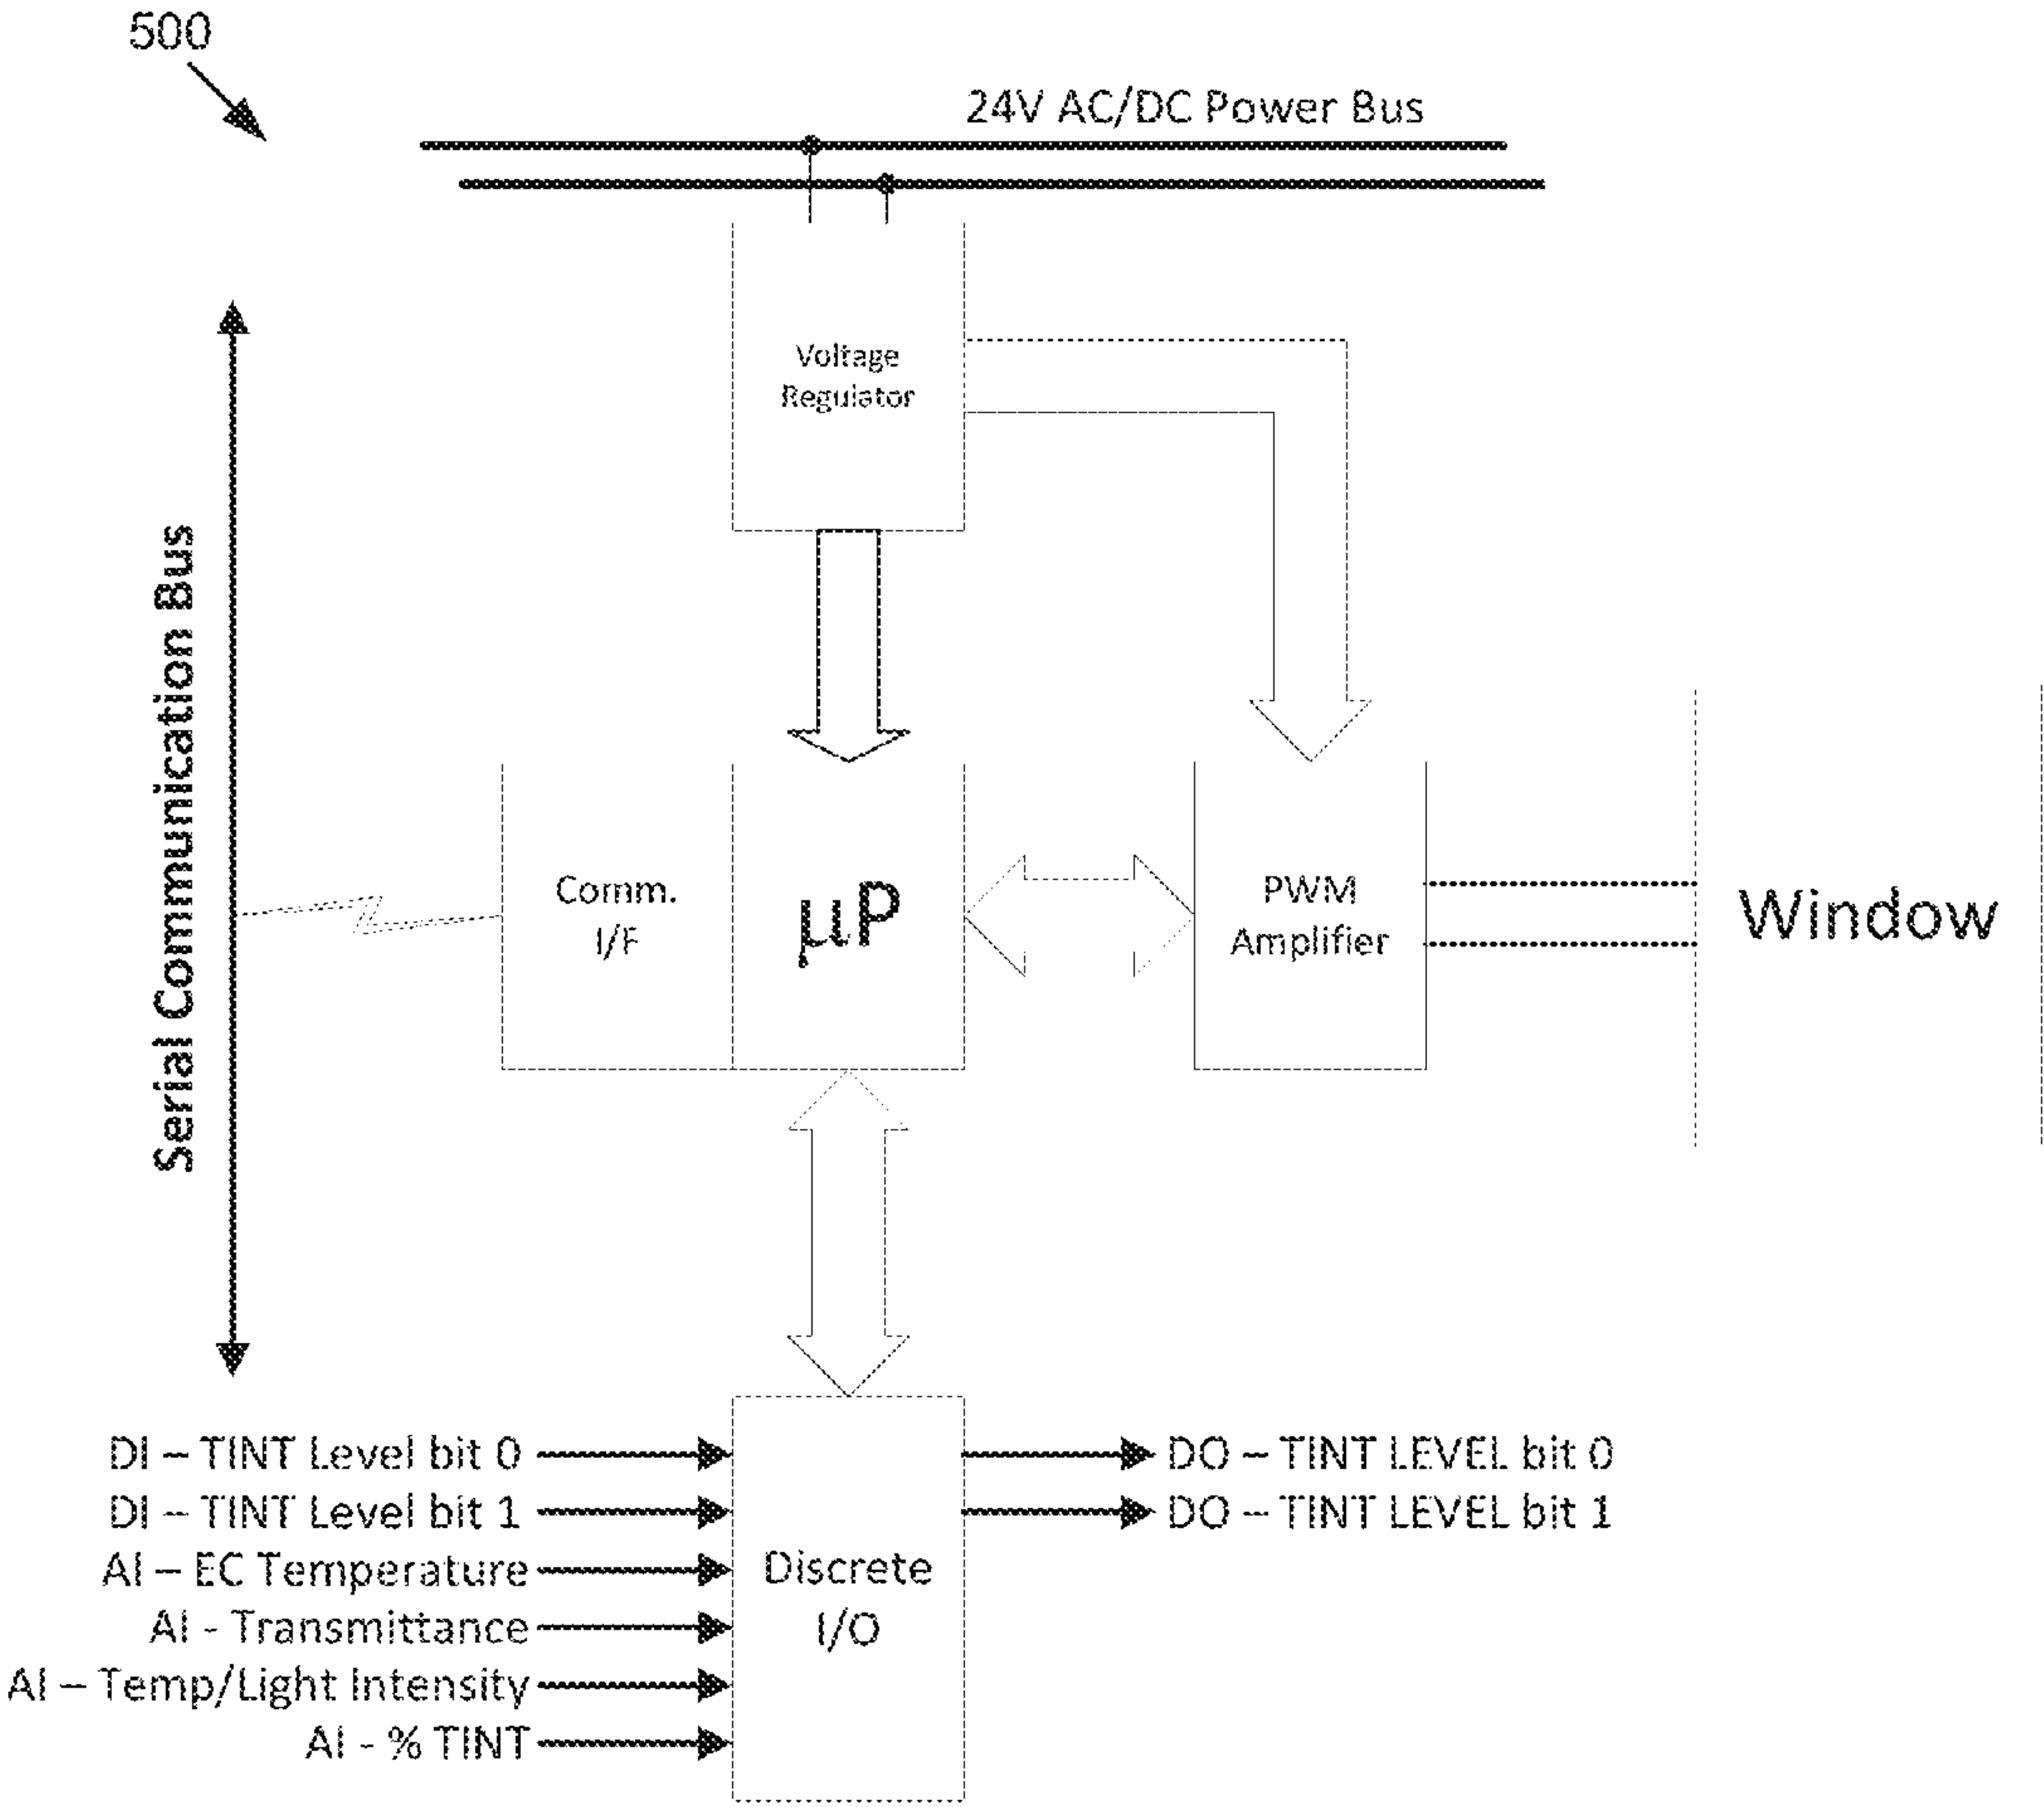 500
24V AC/DC Power Bus
Voltage
Regulator
Serial Communication Bus
Comm.
I/F
µP
PWM
Amplifier
Window
DI – TINT Level bit 0
DI – TINT Level bit 1
AI – EC Temperature
AI - Transmittance
AI – Temp/Light Intensity
AI - % TINT
Discrete
I/O
DO – TINT LEVEL bit 0
DO – TINT LEVEL bit 1